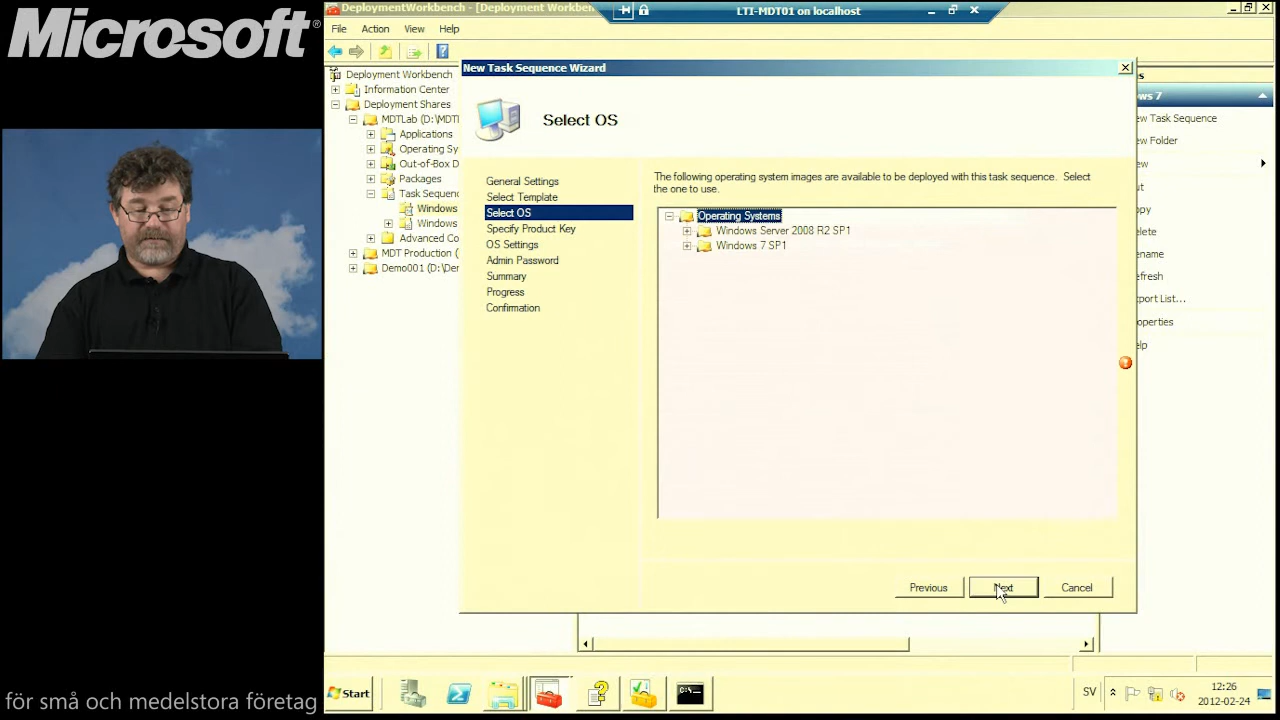 Microsoft®
för små och medelstora företag
DeploymentWorkbench - [Deployment Workben
LTI-MDT01 on localhost
File Action View Help
Deployment Workbench
Information Center
Deployment Shares
MDTLab (D:\MDTL
Applications
Operating Sy
Out-of-Box D
Packages
Task Sequenc
Windows
Windows
Advanced Co
MDT Production (
Demo001 (D:\Der
New Task Sequence Wizard
Select OS
General Settings
Select Template
Select OS
Specify Product Key
OS Settings
Admin Password
Summary
Progress
Confirmation
The following operating system images are available to be deployed with this task sequence. Select
the one to use.
Operating Systems
Windows Server 2008 R2 SP1
Windows 7 SP1
Previous Next Cancel
ns
ows 7
ew Task Sequence
ew Folder
ew
ut
opy
elete
ename
efresh
xport List...
operties
elp
Start
C:\
SV
12:26
2012-02-24